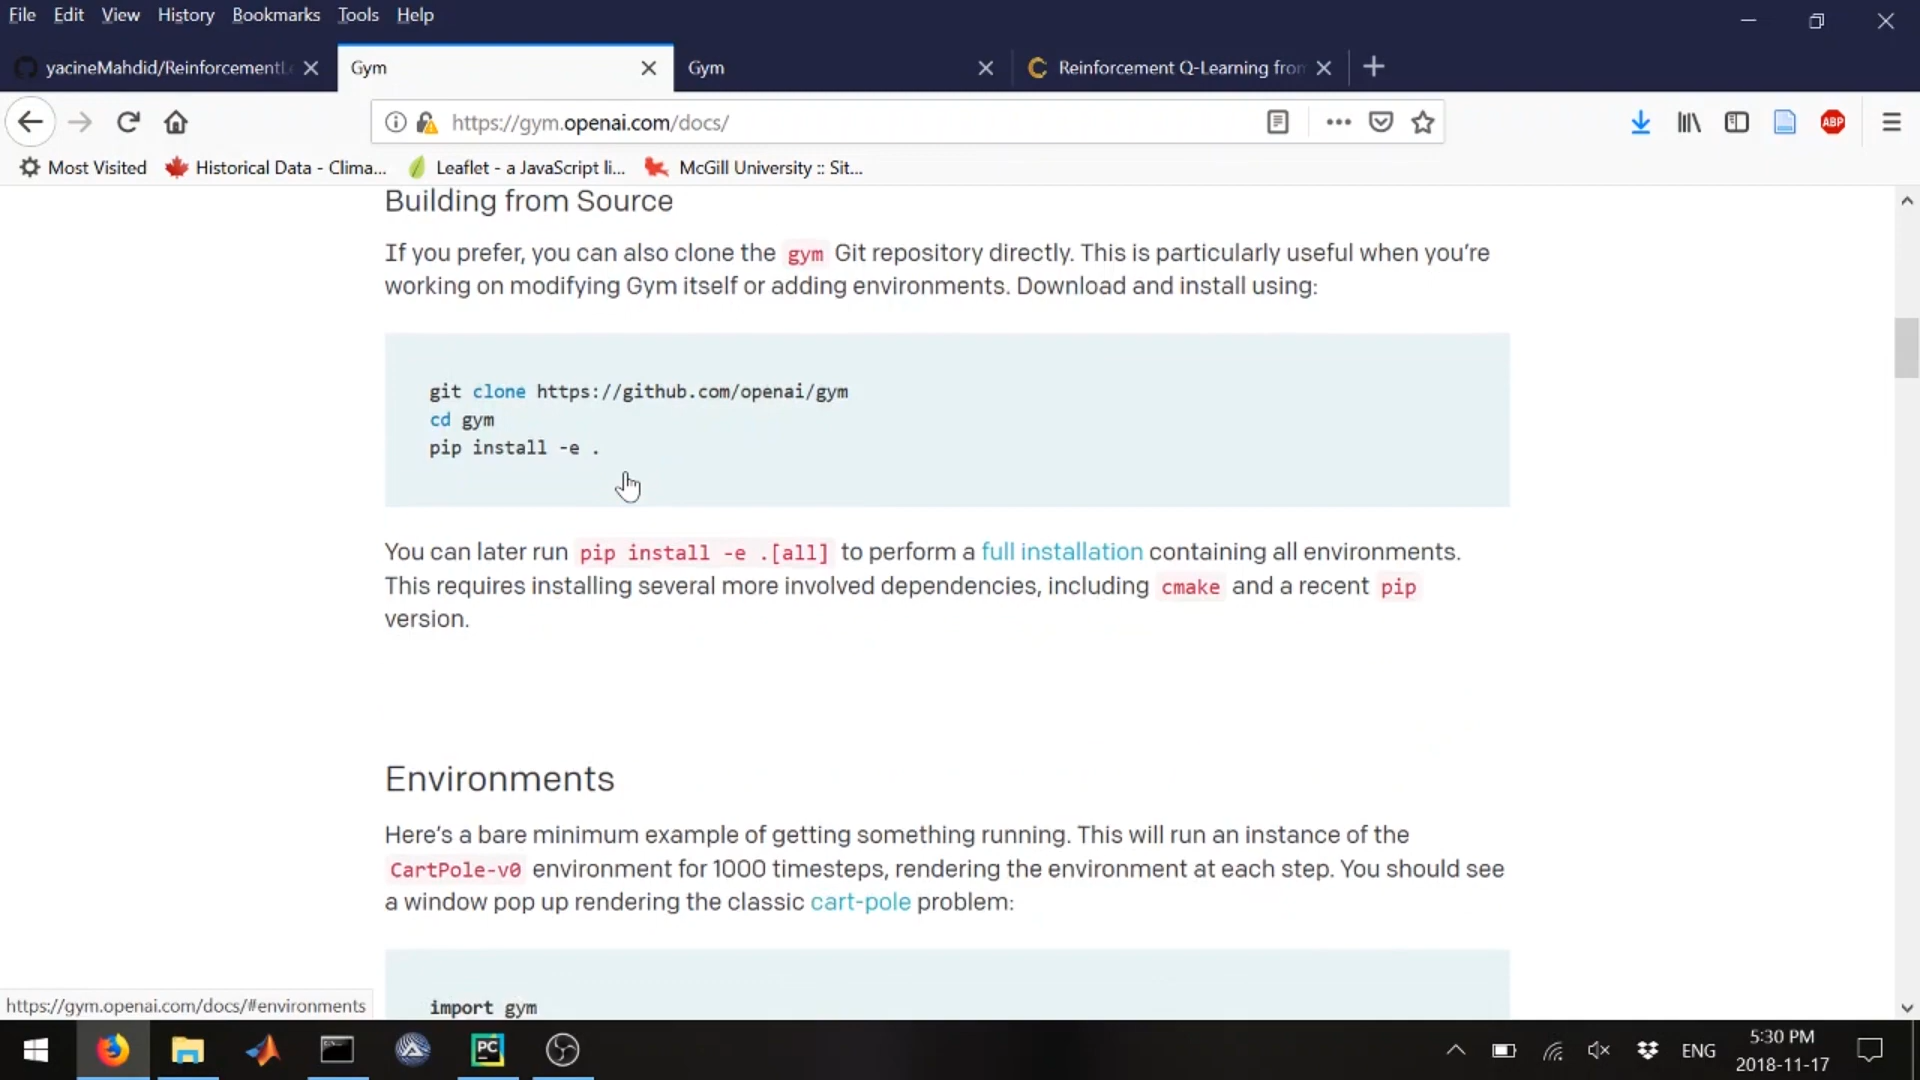 File Edit View History Bookmarks Tools Help
yacineMahdid/ReinforcementL
Gym
Gym
Reinforcement Q-Learning from
https://gym.openai.com/docs/
ABP
Most Visited Historical Data - Clima... Leaflet - a JavaScript li... McGill University :: Sit...
Building from Source
If you prefer, you can also clone the gym Git repository directly. This is particularly useful when you're
working on modifying Gym itself or adding environments. Download and install using:
git clone https://github.com/openai/gym
cd gym
pip install -e .
You can later run pip install -e .[all] to perform a full installation containing all environments.
This requires installing several more involved dependencies, including cmake and a recent pip
version.
Environments
Here's a bare minimum example of getting something running. This will run an instance of the
CartPole-v0 environment for 1000 timesteps, rendering the environment at each step. You should see
a window pop up rendering the classic cart-pole problem:
import gym
https://gym.openai.com/docs/#environments
PC
ENG
5:30 PM
2018-11-17